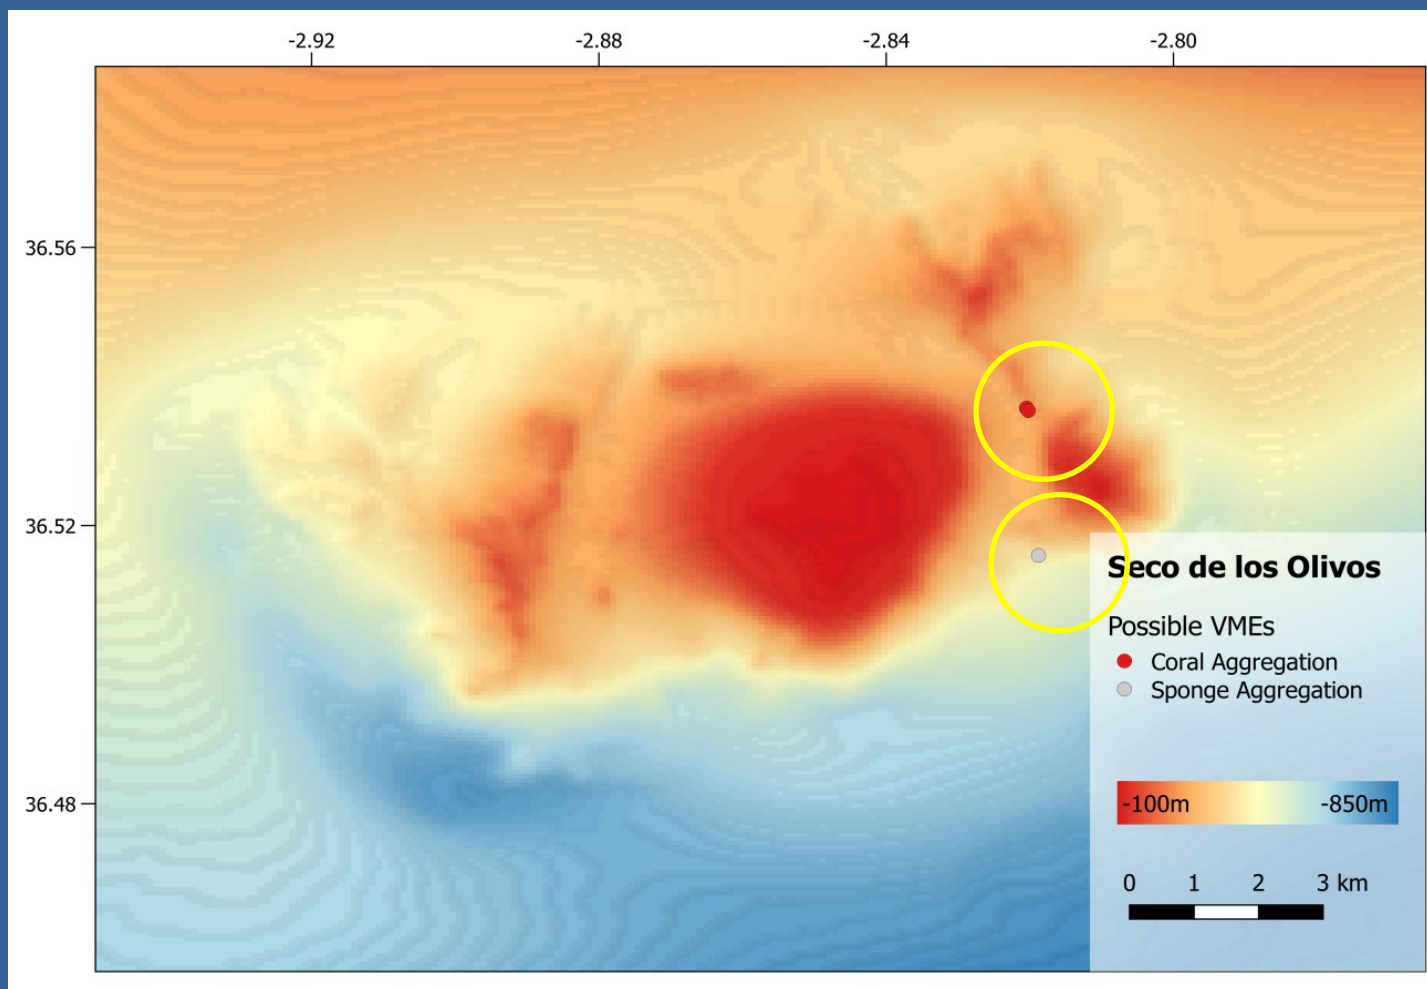 -2.92
-2.88
-2.84
-2.80
36.56
36.52
36.48
Seco de los Olivos
Possible VMEs
Coral Aggregation
Sponge Aggregation
-100m
-850m
0 1 2 3 km